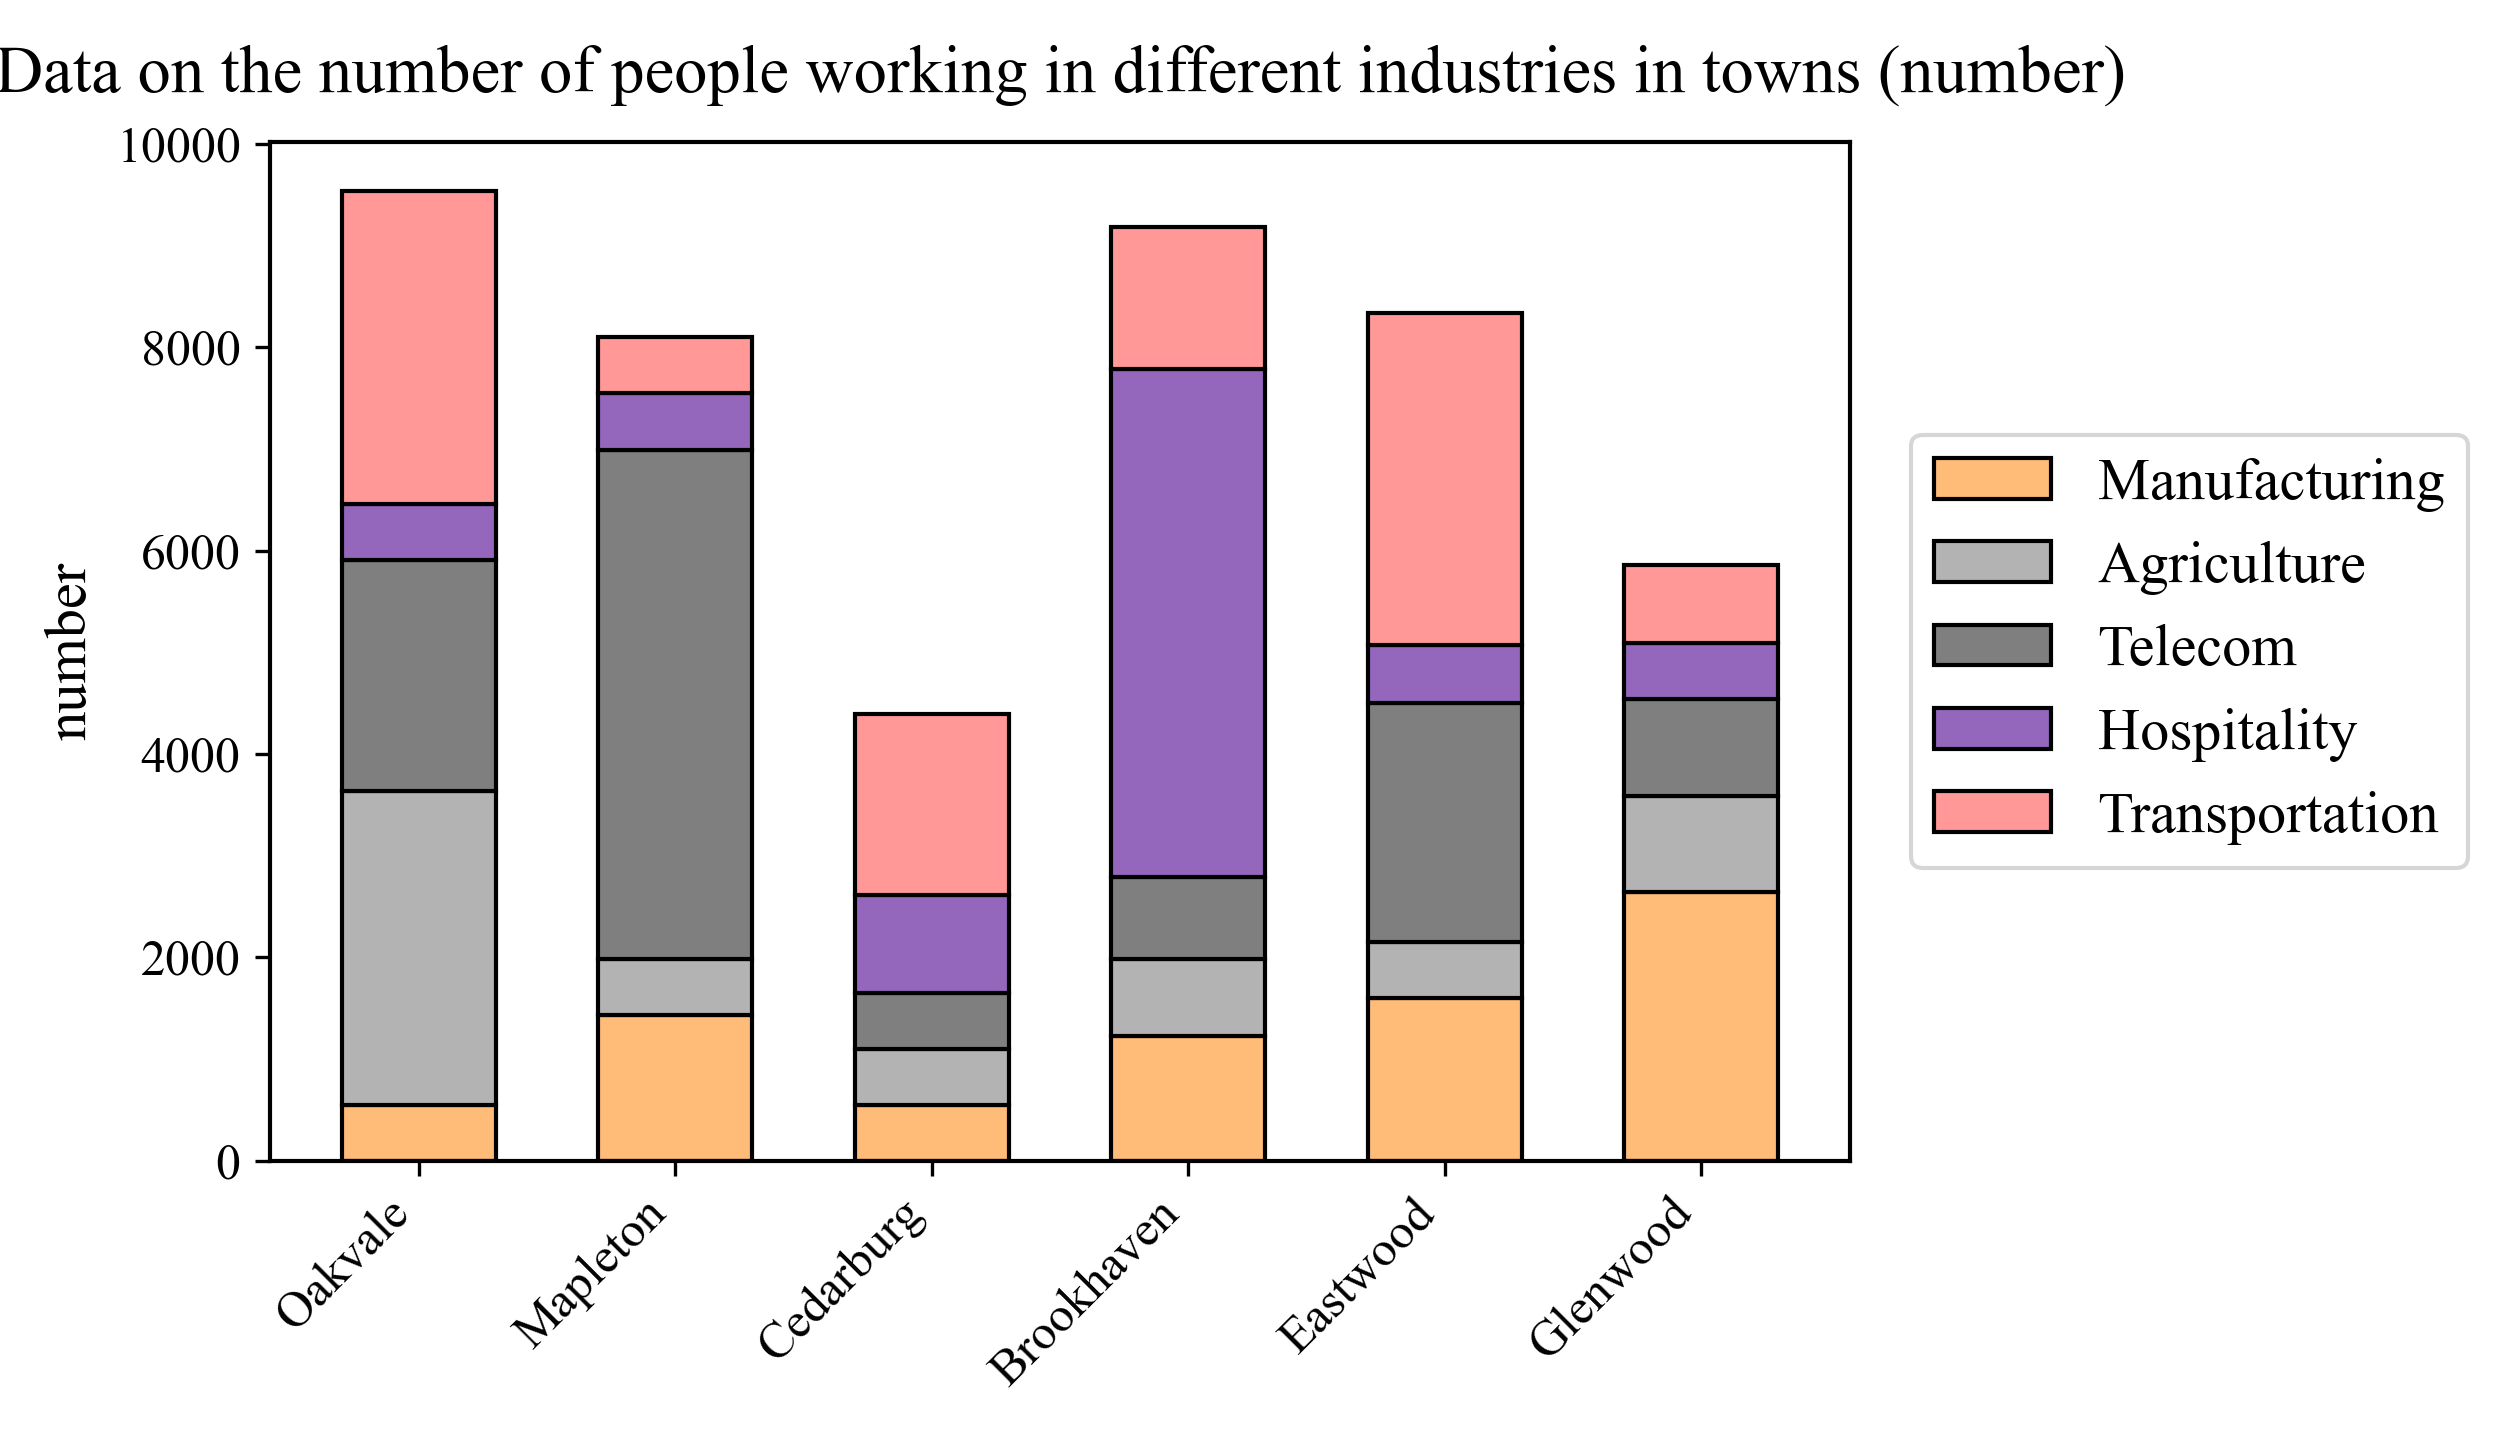 Data on the number of people working in different industries in towns (number)
number
10000
8000
6000
4000
2000
0
Oakvale
Mapleton
Cedarburg
Brookhaven
Eastwood
Glenwood
Manufacturing
Agriculture
Telecom
Hospitality
Transportation